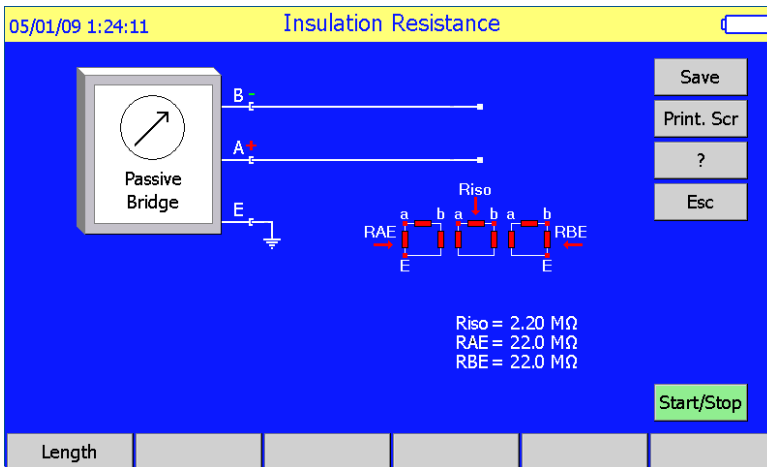 05/01/09 1:24:11
Insulation Resistance
B -
A +
E
Passive
Bridge
Riso
a b a b a b
RAE
RBE
E
E
Riso = 2.20 MΩ
RAE = 22.0 MΩ
RBE = 22.0 MΩ
Save
Print. Scr
?
Esc
Start/Stop
Length